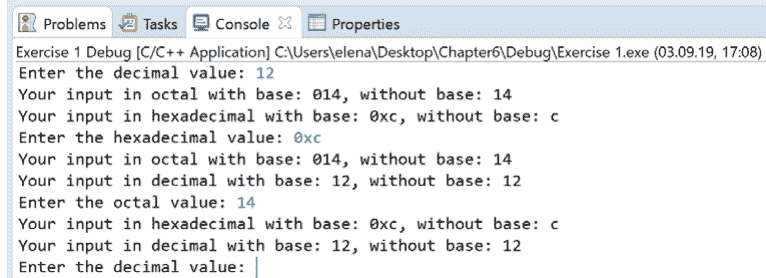 Problems Tasks Console Properties
Exercise 1 Debug [C/C++ Application] C:\Users\elena\Desktop\Chapter6\Debug\Exercise 1.exe (03.09.19, 17:08)
Enter the decimal value: 12
Your input in octal with base: 014, without base: 14
Your input in hexadecimal with base: 0xc, without base: c
Enter the hexadecimal value: 0xc
Your input in octal with base: 014, without base: 14
Your input in decimal with base: 12, without base: 12
Enter the octal value: 14
Your input in hexadecimal with base: 0xc, without base: c
Your input in decimal with base: 12, without base: 12
Enter the decimal value: